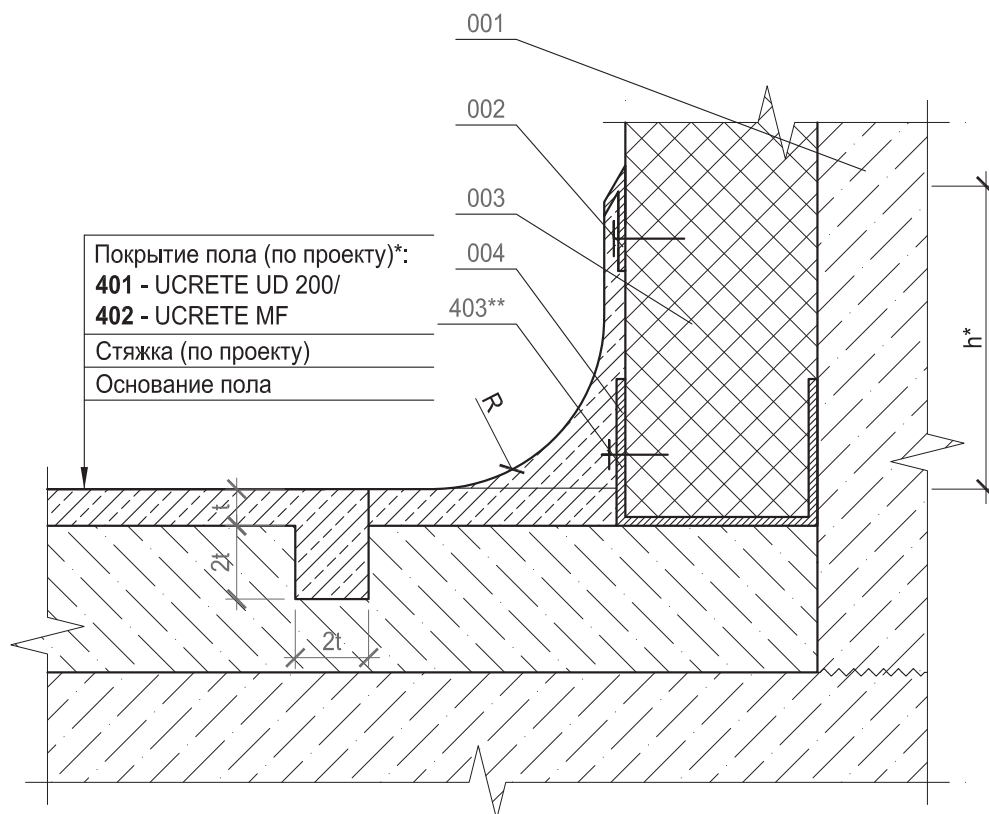 001
002
003
004
403**
Покрытие пола (по проекту)*:
401 - UCRETE UD 200/
402 - UCRETE MF
Стяжка (по проекту)
Основание пола
R
h*
t
2t
2t